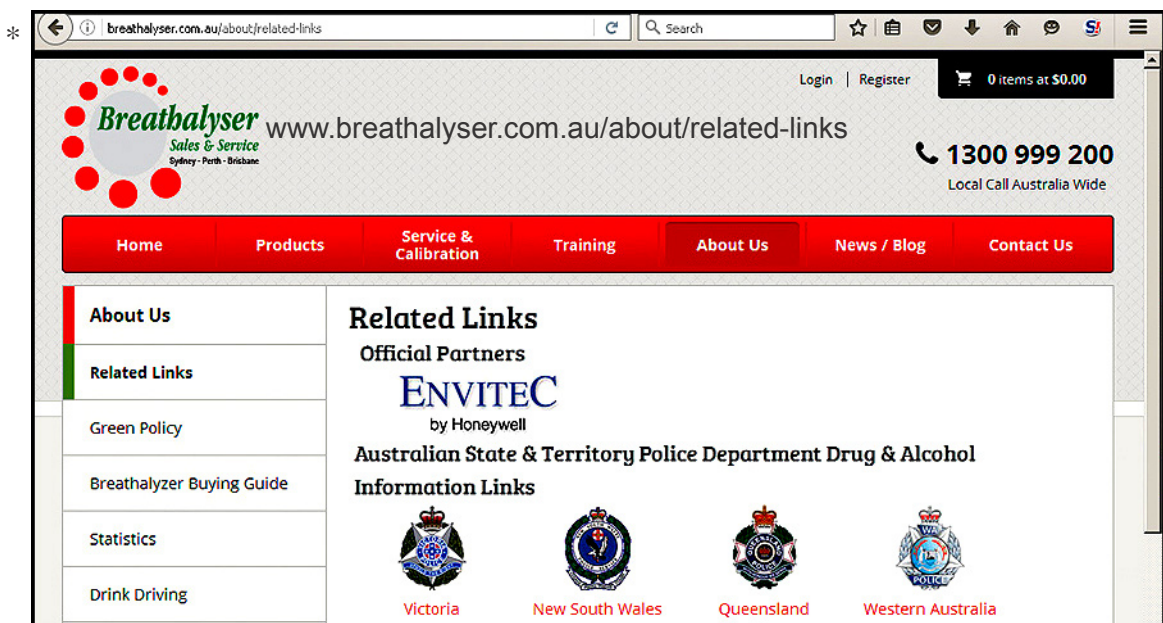 *
breathalyser.com.au/about/related-links
Search
Login | Register
0 items at $0.00
Breathalyser
Sales & Service
Sydney - Perth - Brisbane
www.breathalyser.com.au/about/related-links
1300 999 200
Local Call Australia Wide
Home
Products
Service &
Calibration
Training
About Us
News / Blog
Contact Us
About Us
Related Links
Green Policy
Breathalyzer Buying Guide
Statistics
Drink Driving
Related Links
Official Partners
ENVITEC
by Honeywell
Australian State & Territory Police Department Drug & Alcohol
Information Links
Victoria
New South Wales
Queensland
WA
POLICE
Western Australia